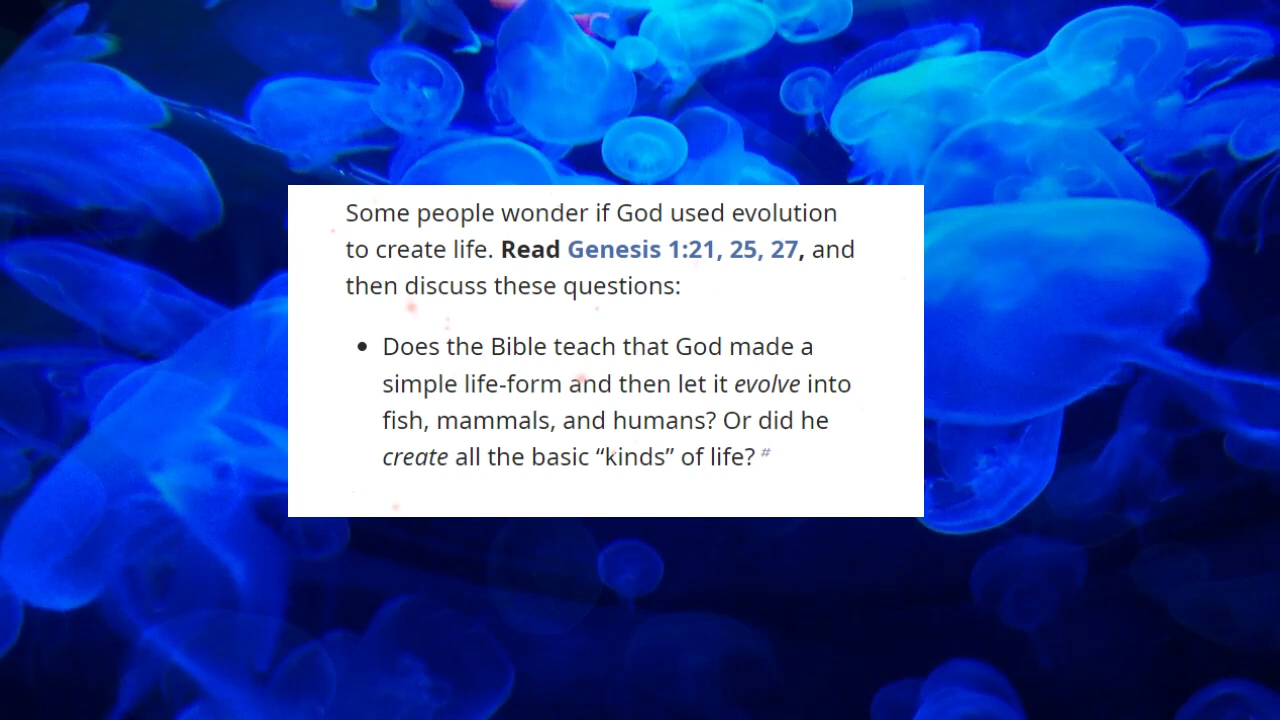 Some people wonder if God used evolution
to create life. Read Genesis 1:21, 25, 27, and
then discuss these questions:
• Does the Bible teach that God made a
simple life-form and then let it evolve into
fish, mammals, and humans? Or did he
create all the basic “kinds” of life? #